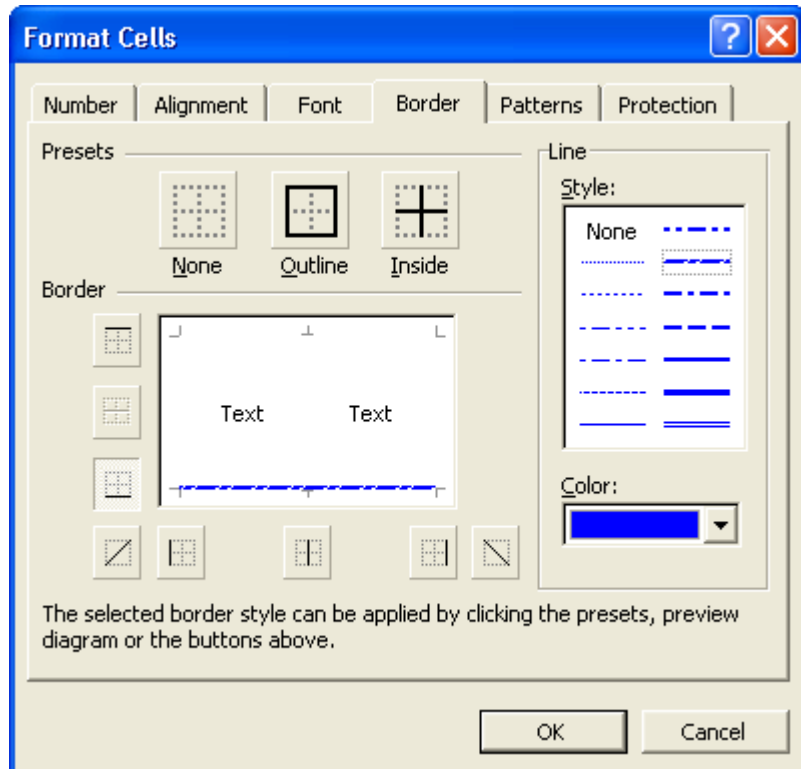 Format Cells
Number Alignment Font Border Patterns Protection
Presets
None Outline Inside
Border
Text Text
Line
Style:
None
Color:
The selected border style can be applied by clicking the presets, preview
diagram or the buttons above.
OK Cancel